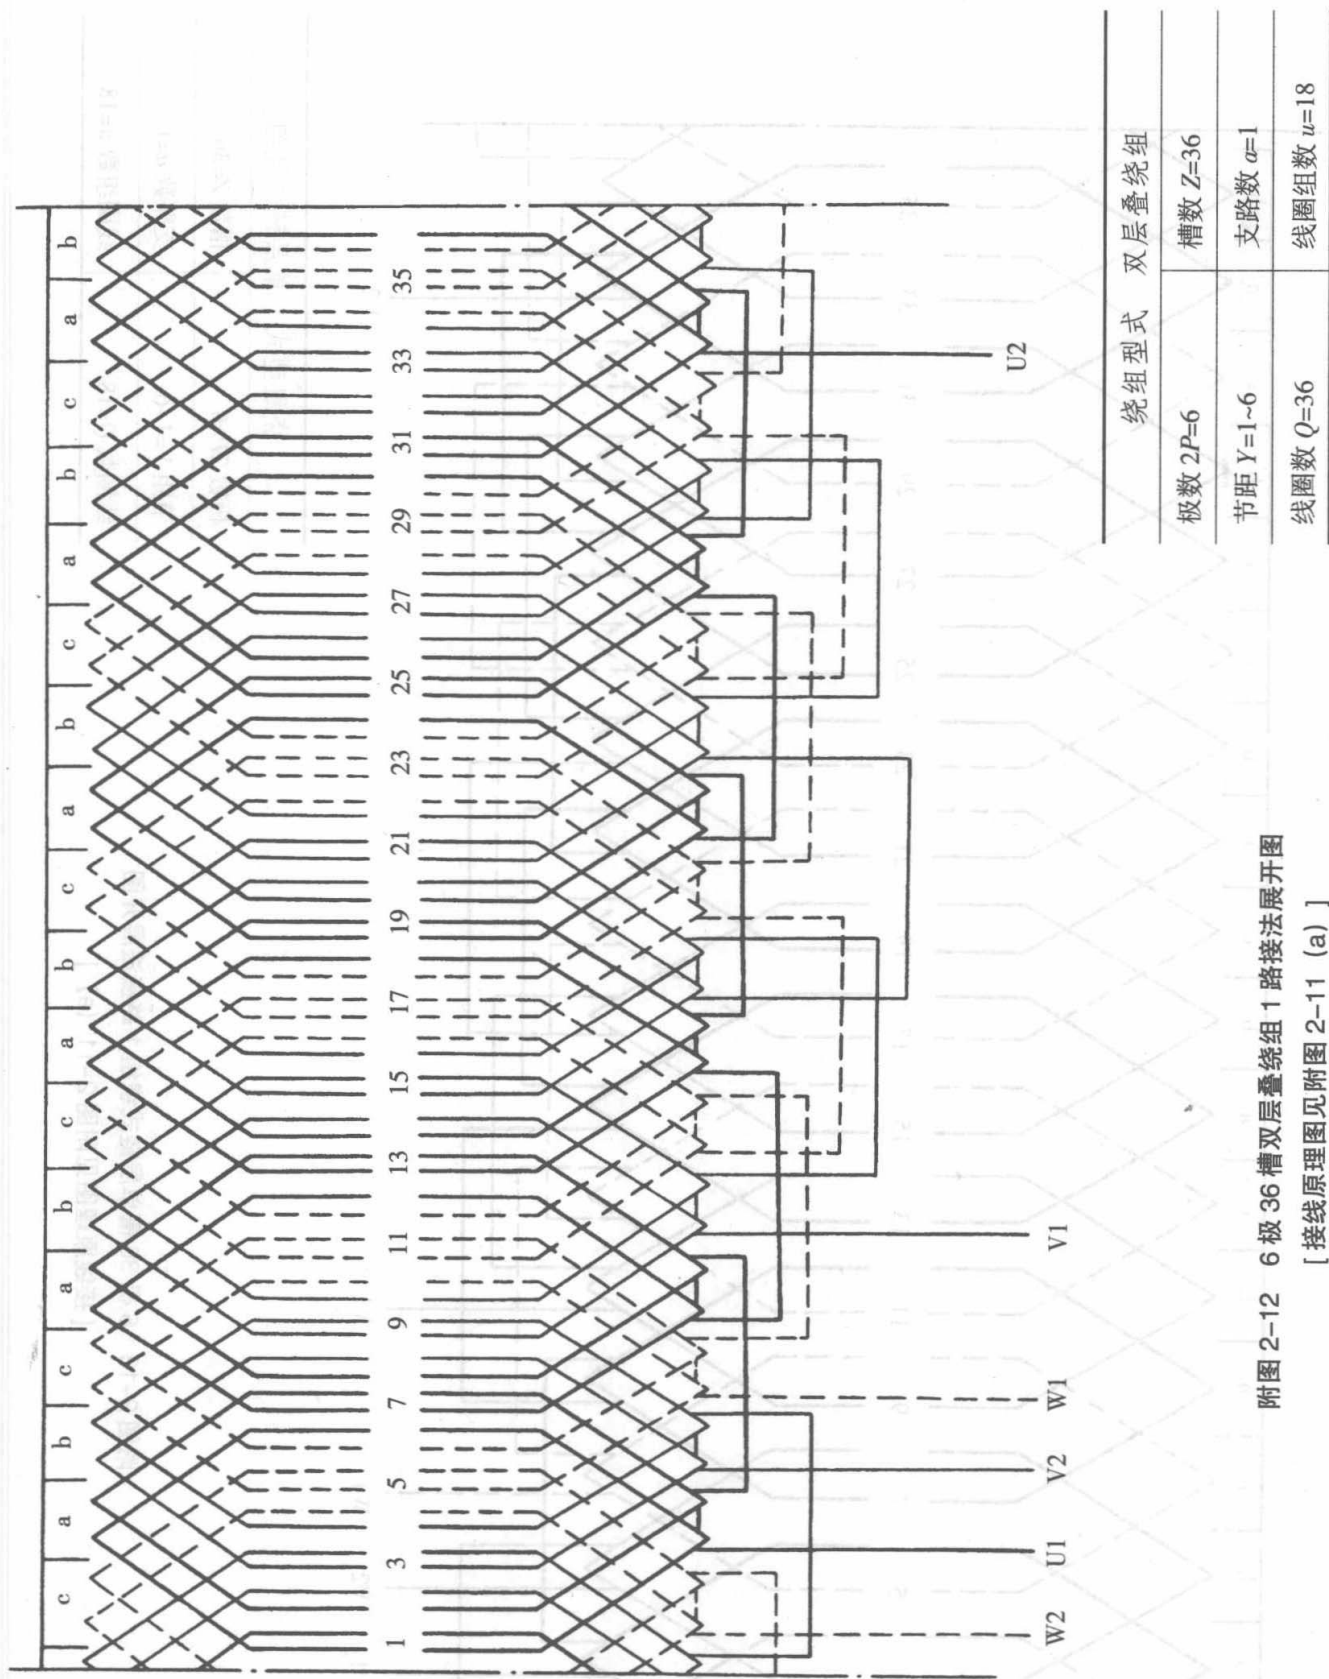 c a b c a b c a b c a b c a b c a b
1 3 5 7 9 11 13 15 17 19 21 23 25 27 29 31 33 35
U2
W2 U1 V2 W1 V1
附图 2-12 6 极 36 槽双层叠绕组 1 路接法展开图
[ 接线原理图见附图 2-11 (a) ]
绕组型式 双层叠绕组
极数 2P=6 槽数 Z=36
节距 Y=1~6 支路数 a=1
线圈数 Q=36 线圈组数 u=18